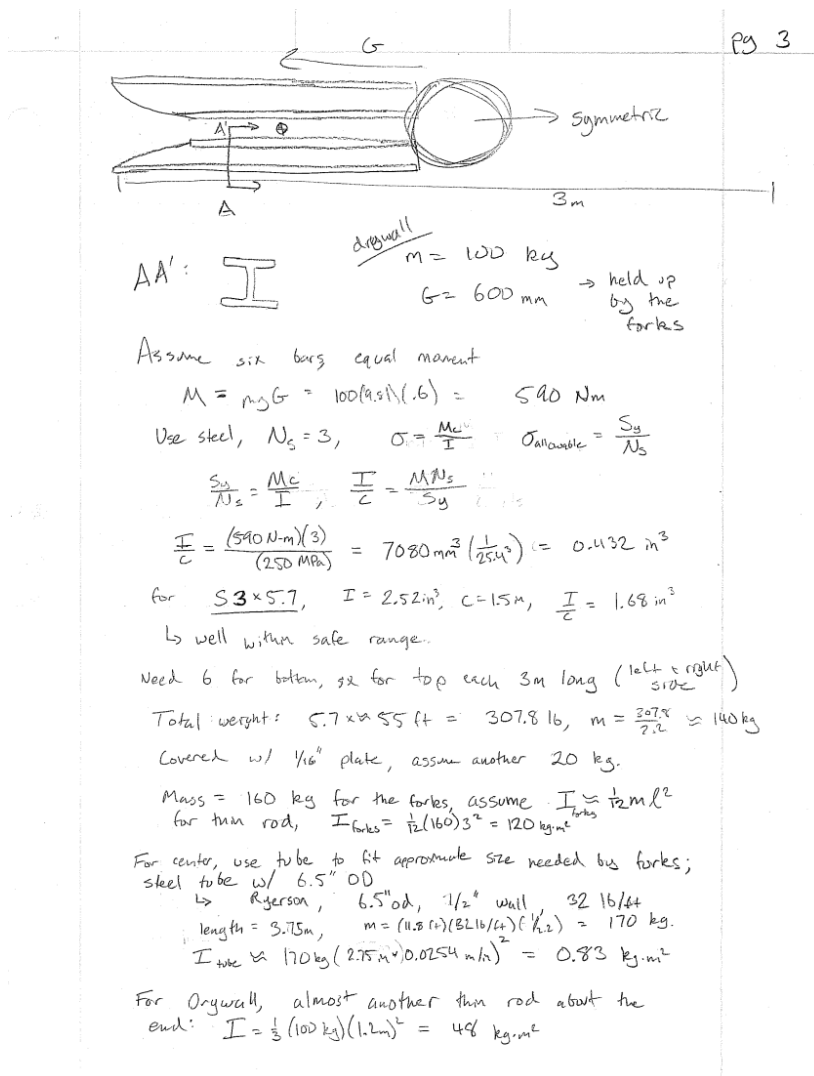 pg 3
G
Symmetric
A'
A
3m
AA': I
drywall
m = 100 kg
G = 600 mm → held up by the forks
Assume six bars, equal moment
M = mgG = 100(9.81)(.6) = 590 Nm
Use steel, Ns = 3, σ = Mc/I σallowable = Sy/Ns
Sy/Ns = Mc/I, I/c = MNs/Sy
I/c = (590 N-m)(3)/(250 MPa) = 7080 mm³ (1/25.4³) = 0.432 in³
for S3×5.7, I = 2.52 in³, c = 1.5 in, I/c = 1.68 in³
↳ well within safe range.
Need 6 for bottom, six for top each 3m long (left & right side)
Total weight: 5.7 × ≈ 55 ft = 307.8 lb, m = 307.8/2.2 ≈ 140 kg
Covered w/ 1/16" plate, assume another 20 kg.
Mass = 160 kg for the forks, assume I forks ≈ 1/12 ml²
for thin rod, I forks = 1/12(160)3² = 120 kg·m²
For center, use tube to fit approximate size needed by forks;
steel tube w/ 6.5" OD
↳ Ryerson, 6.5" od, 1/2" wall, 32 lb/ft
length = 3.75m, m = (11.8 ft)(32 lb/ft)(1/2.2) = 170 kg.
I tube ≈ 170 kg (2.75 in × 0.0254 m/in)² = 0.83 kg·m²
For Drywall, almost another thin rod about the
end: I = 1/3 (100 kg)(1.2m)² = 48 kg·m²